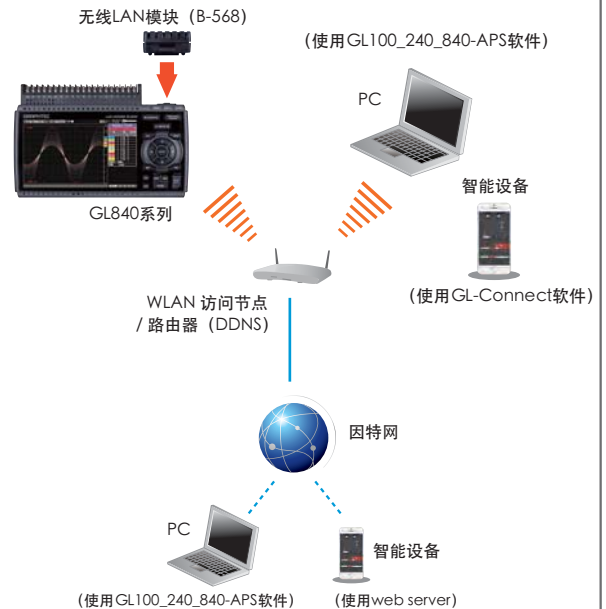 无线LAN模块（B-568）
（使用GL100_240_840-APS软件）
PC
GRAPHTEC
智能设备
GL840系列
（使用GL-Connect软件）
WLAN 访问节点
/ 路由器（DDNS）
因特网
PC
智能设备
（使用GL100_240_840-APS软件）
（使用web server）